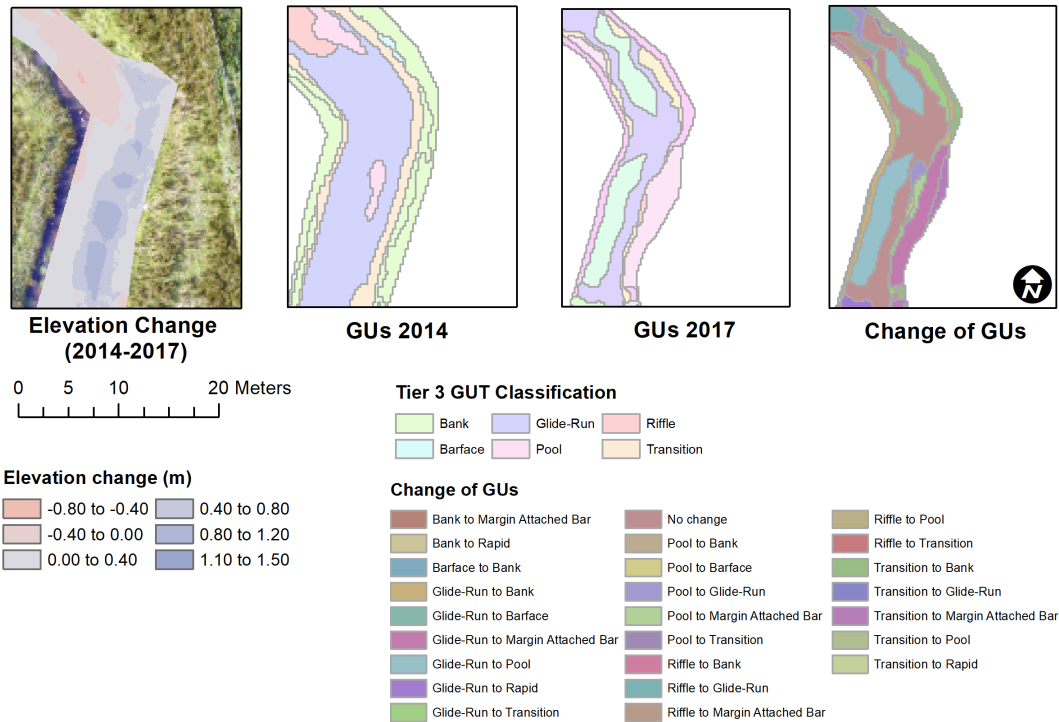 Elevation Change
(2014-2017)
GUs 2014
GUs 2017
Change of GUs
N
0 5 10 20 Meters
Elevation change (m)
-0.80 to -0.40
0.40 to 0.80
-0.40 to 0.00
0.80 to 1.20
0.00 to 0.40
1.10 to 1.50
Tier 3 GUT Classification
Bank
Glide-Run
Riffle
Barface
Pool
Transition
Change of GUs
Bank to Margin Attached Bar
Bank to Rapid
Barface to Bank
Glide-Run to Bank
Glide-Run to Barface
Glide-Run to Margin Attached Bar
Glide-Run to Pool
Glide-Run to Rapid
Glide-Run to Transition
No change
Pool to Bank
Pool to Barface
Pool to Glide-Run
Pool to Margin Attached Bar
Pool to Transition
Riffle to Bank
Riffle to Glide-Run
Riffle to Margin Attached Bar
Riffle to Pool
Riffle to Transition
Transition to Bank
Transition to Glide-Run
Transition to Margin Attached Bar
Transition to Pool
Transition to Rapid